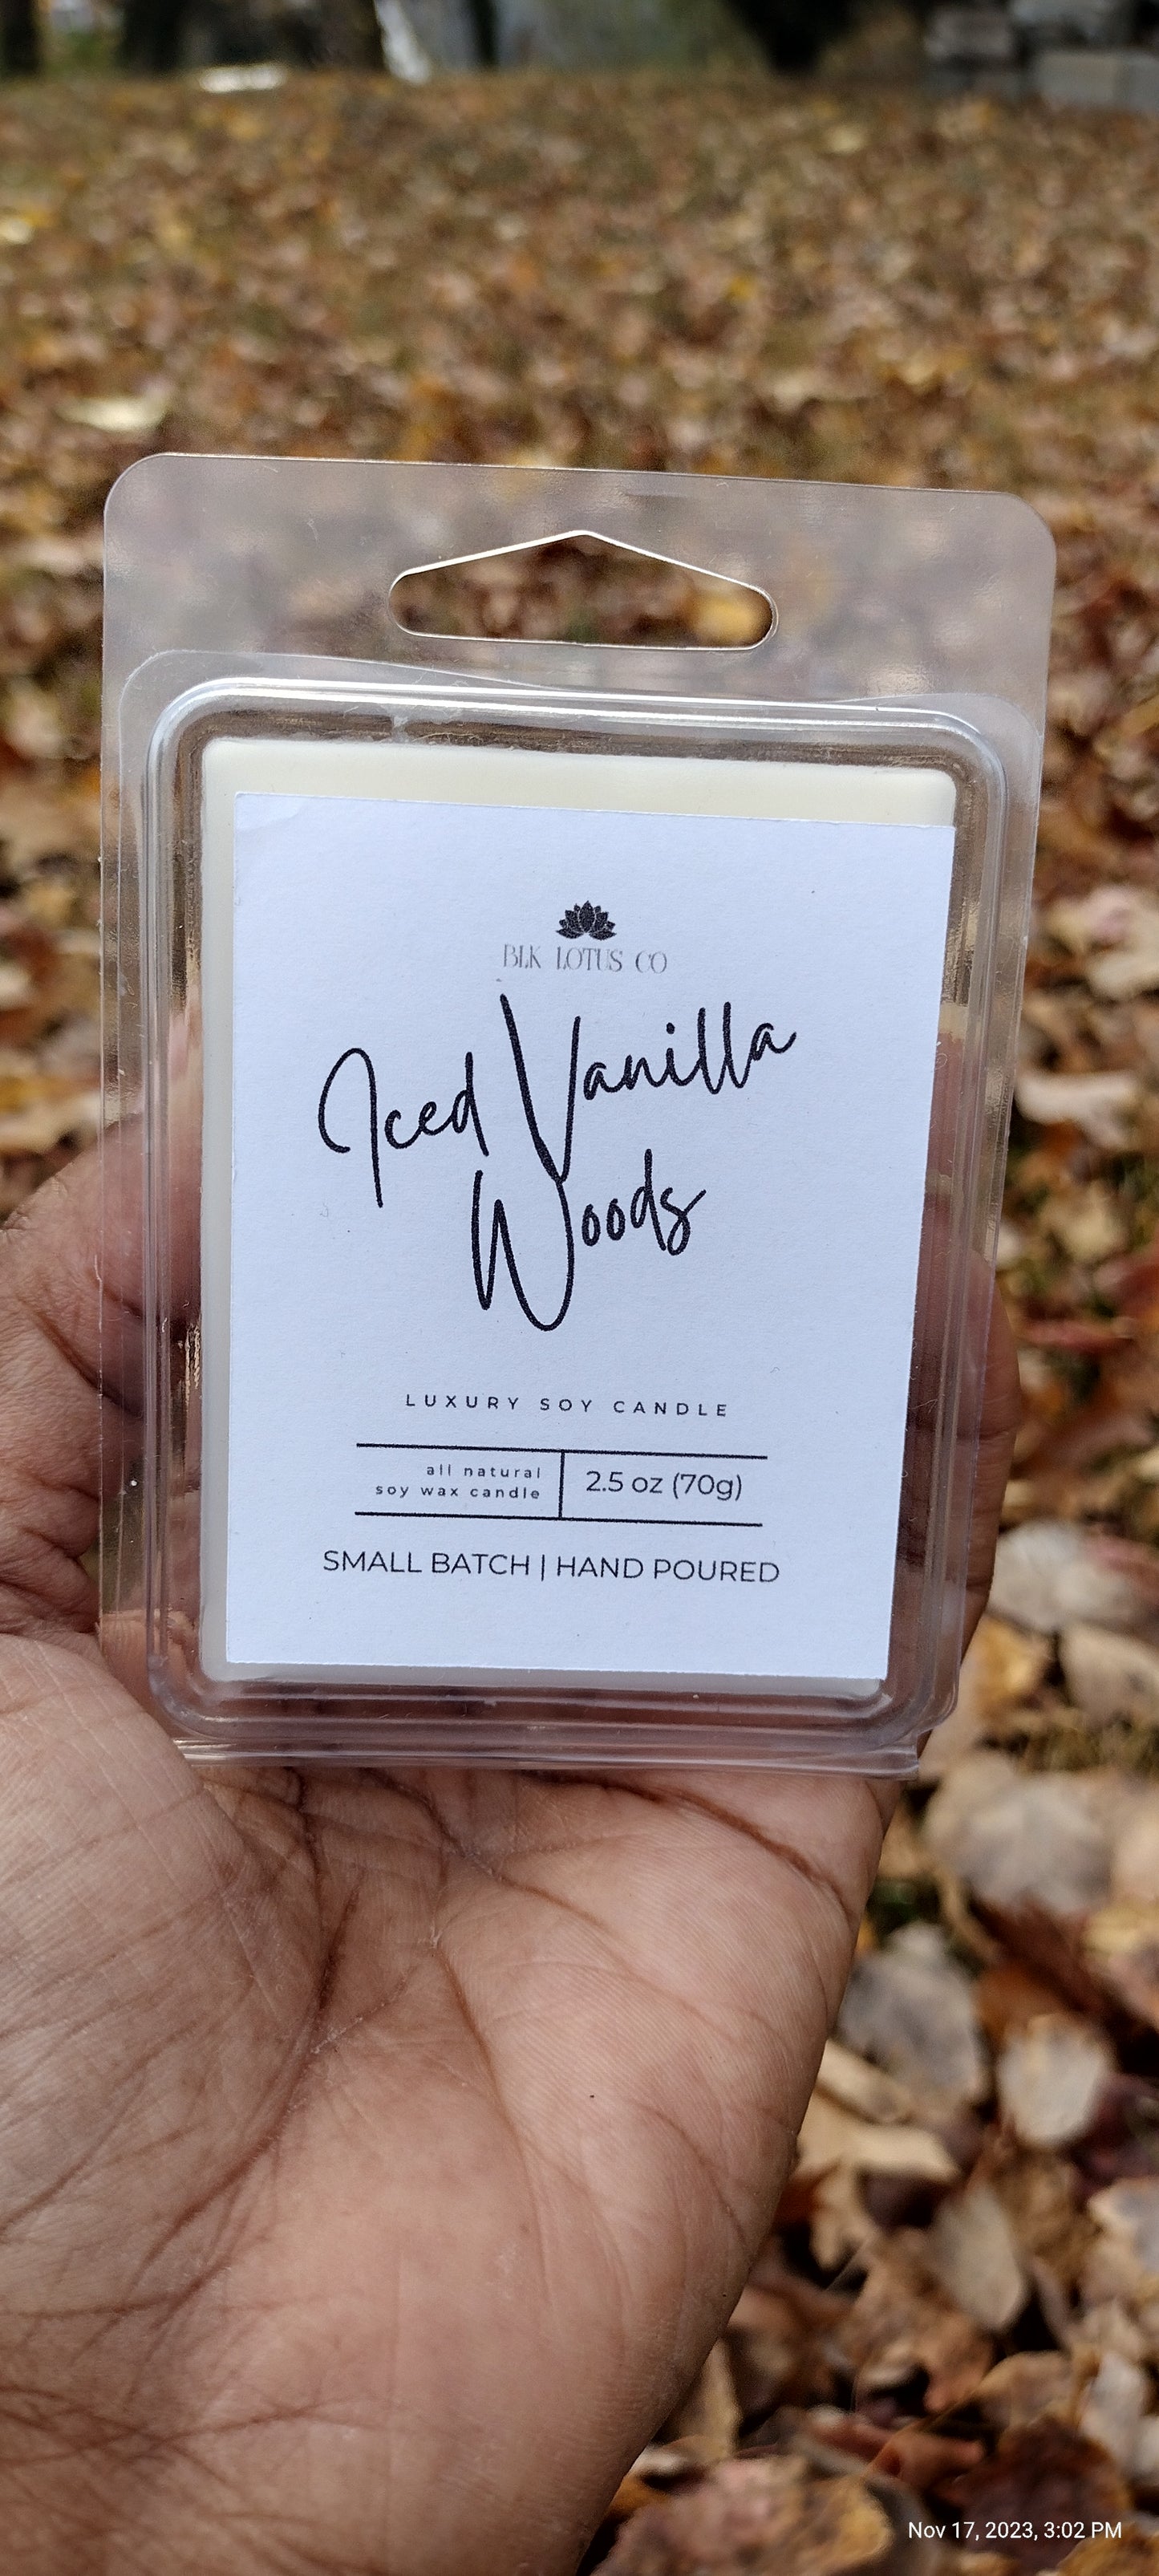 BLK LOTUS CO
Iced Vanilla
Woods
LUXURY SOY CANDLE
all natural
soy wax candle
2.5 oz (70g)
SMALL BATCH | HAND POURED
Nov 17, 2023, 3:02 PM